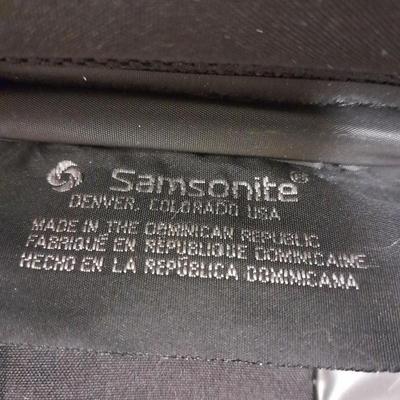 Samsonite®
DENVER, COLORADO USA
MADE IN THE DOMINICAN REPUBLIC
FABRIQUÉ EN RÉPUBLIQUE DOMINICAINE
HECHO EN LA REPÚBLICA DOMINICANA